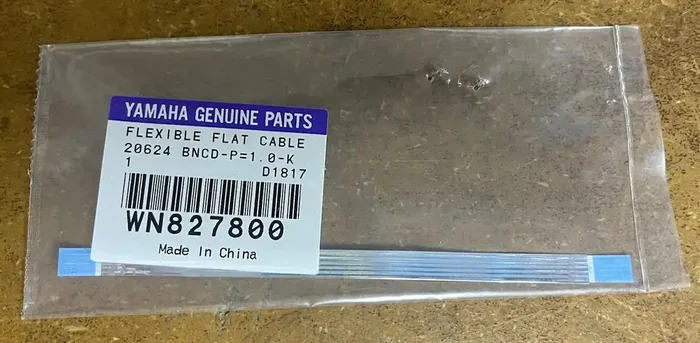 YAMAHA GENUINE PARTS
FLEXIBLE FLAT CABLE
20624 BNCD-P=1.0-K
1 D1817
WN827800
Made In China